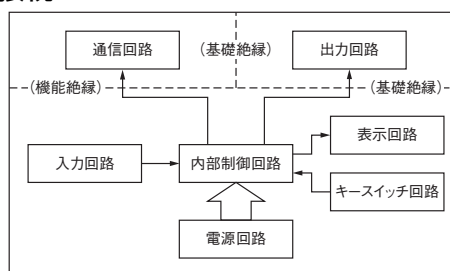 通信回路
(基礎絶縁)
出力回路
(機能絶縁)
(基礎絶縁)
入力回路
内部制御回路
表示回路
キースイッチ回路
電源回路